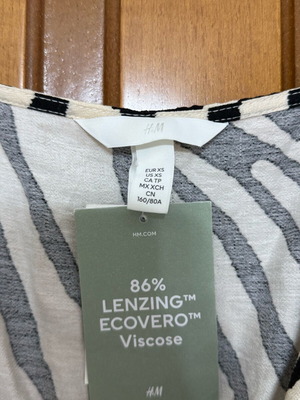 H&M
EUR XS
US XS
CA TP
MX XCH
CN
160/80A
HM.COM
86%
LENZING™
ECOVERO™
Viscose
H&M